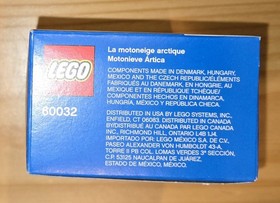 LEGO
60032
La motoneige arctique
Motonieve Ártica
COMPONENTS MADE IN DENMARK, HUNGARY,
MEXICO AND THE CZECH REPUBLIC/ÉLÉMENTS
FABRIQUÉS AU DANEMARK, EN HONGRIE, AU
MEXIQUE ET EN RÉPUBLIQUE TCHÈQUE/
COMPONENTES HECHOS EN DINAMARCA,
HUNGRÍA, MÉXICO Y REPÚBLICA CHECA.
DISTRIBUTED IN USA BY LEGO SYSTEMS, INC.,
ENFIELD, CT 06083. DISTRIBUTED IN CANADA
BY/DISTRIBUÉ AU CANADA PAR LEGO CANADA
INC., RICHMOND HILL, ONTARIO L4B 1J4.
IMPORTADO POR: LEGO MÉXICO S.A. DE C.V.
PASEO ALEXANDER VON HUMBOLDT 43-A,
TORRE II PB COL. LOMAS VERDES 3ª SECCIÓN,
C.P. 53125 NAUCALPAN DE JUÁREZ,
ESTADO DE MÉXICO, MÉXICO